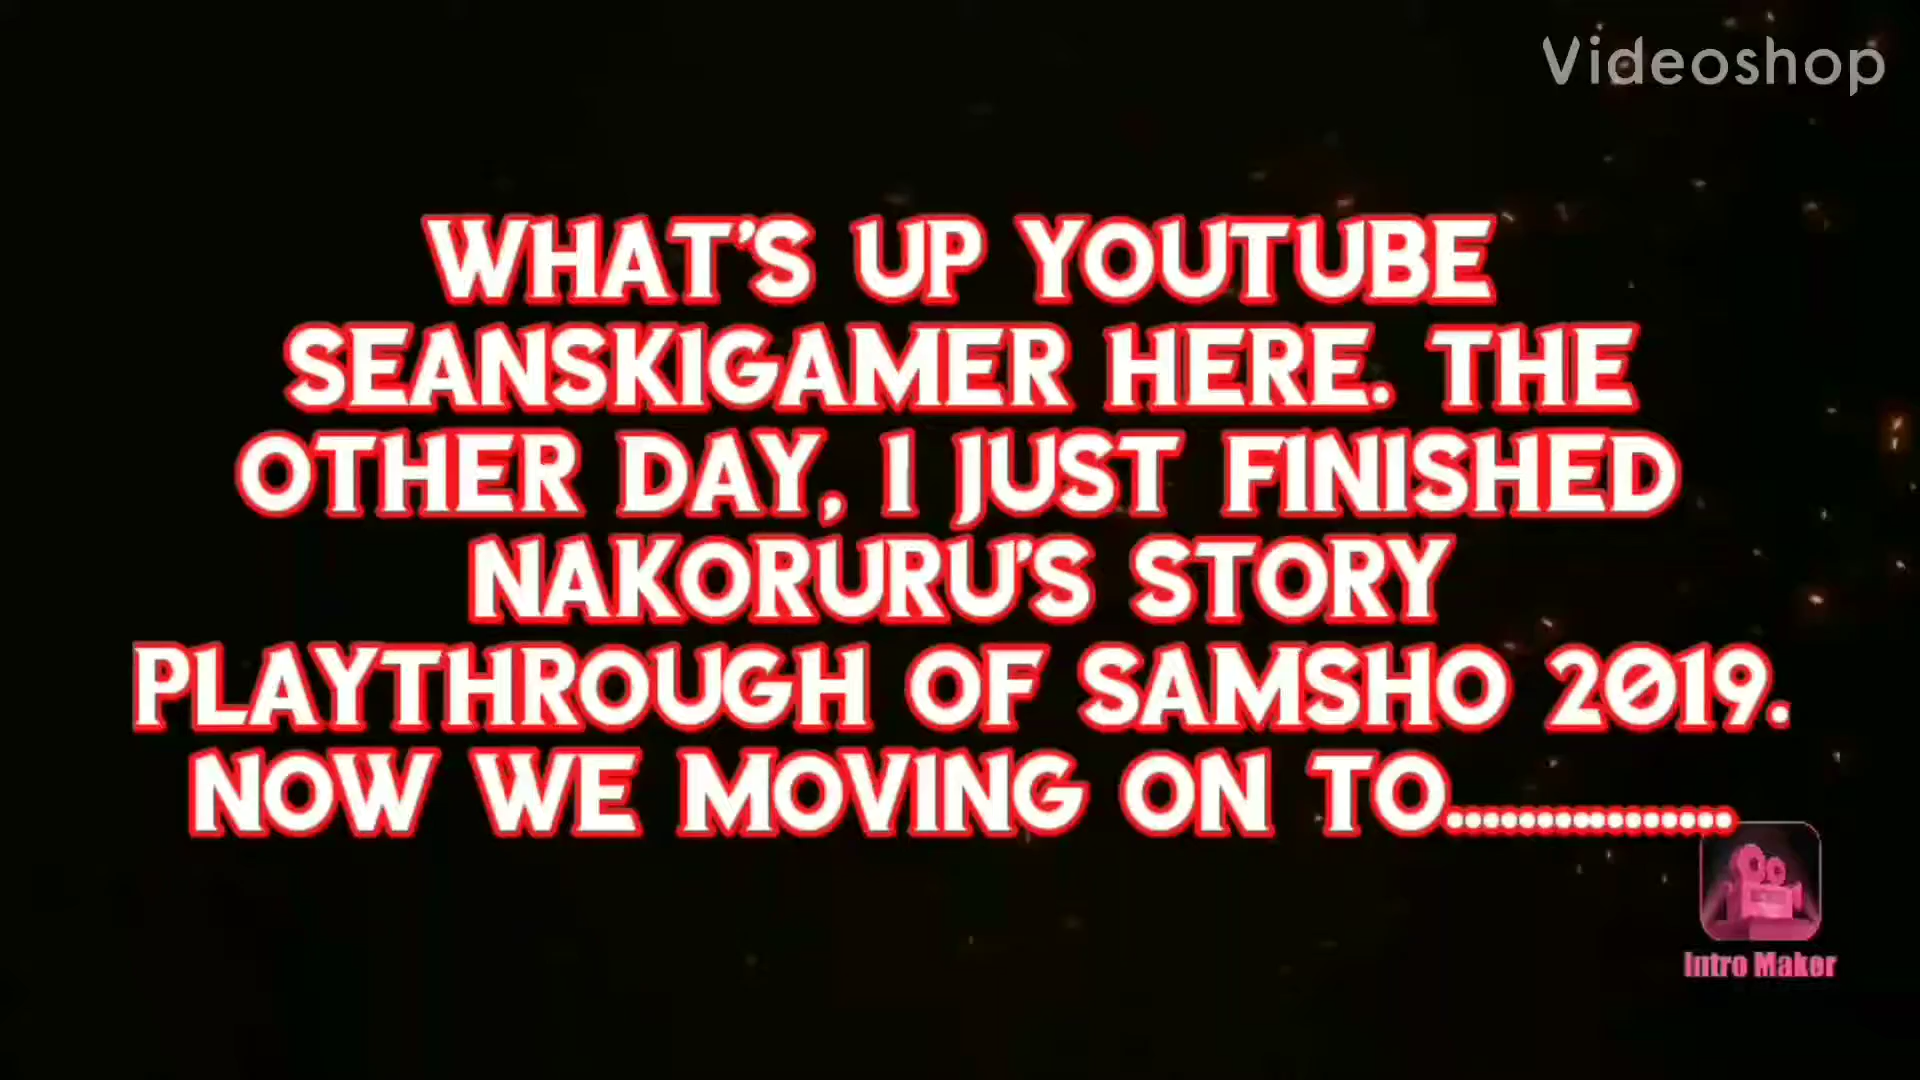 Videoshop
WHAT'S UP YOUTUBE
SEANSKIGAMER HERE. THE
OTHER DAY, I JUST FINISHED
NAKORURU'S STORY
PLAYTHROUGH OF SAMSHO 2019.
NOW WE MOVING ON TO................
Intro Maker